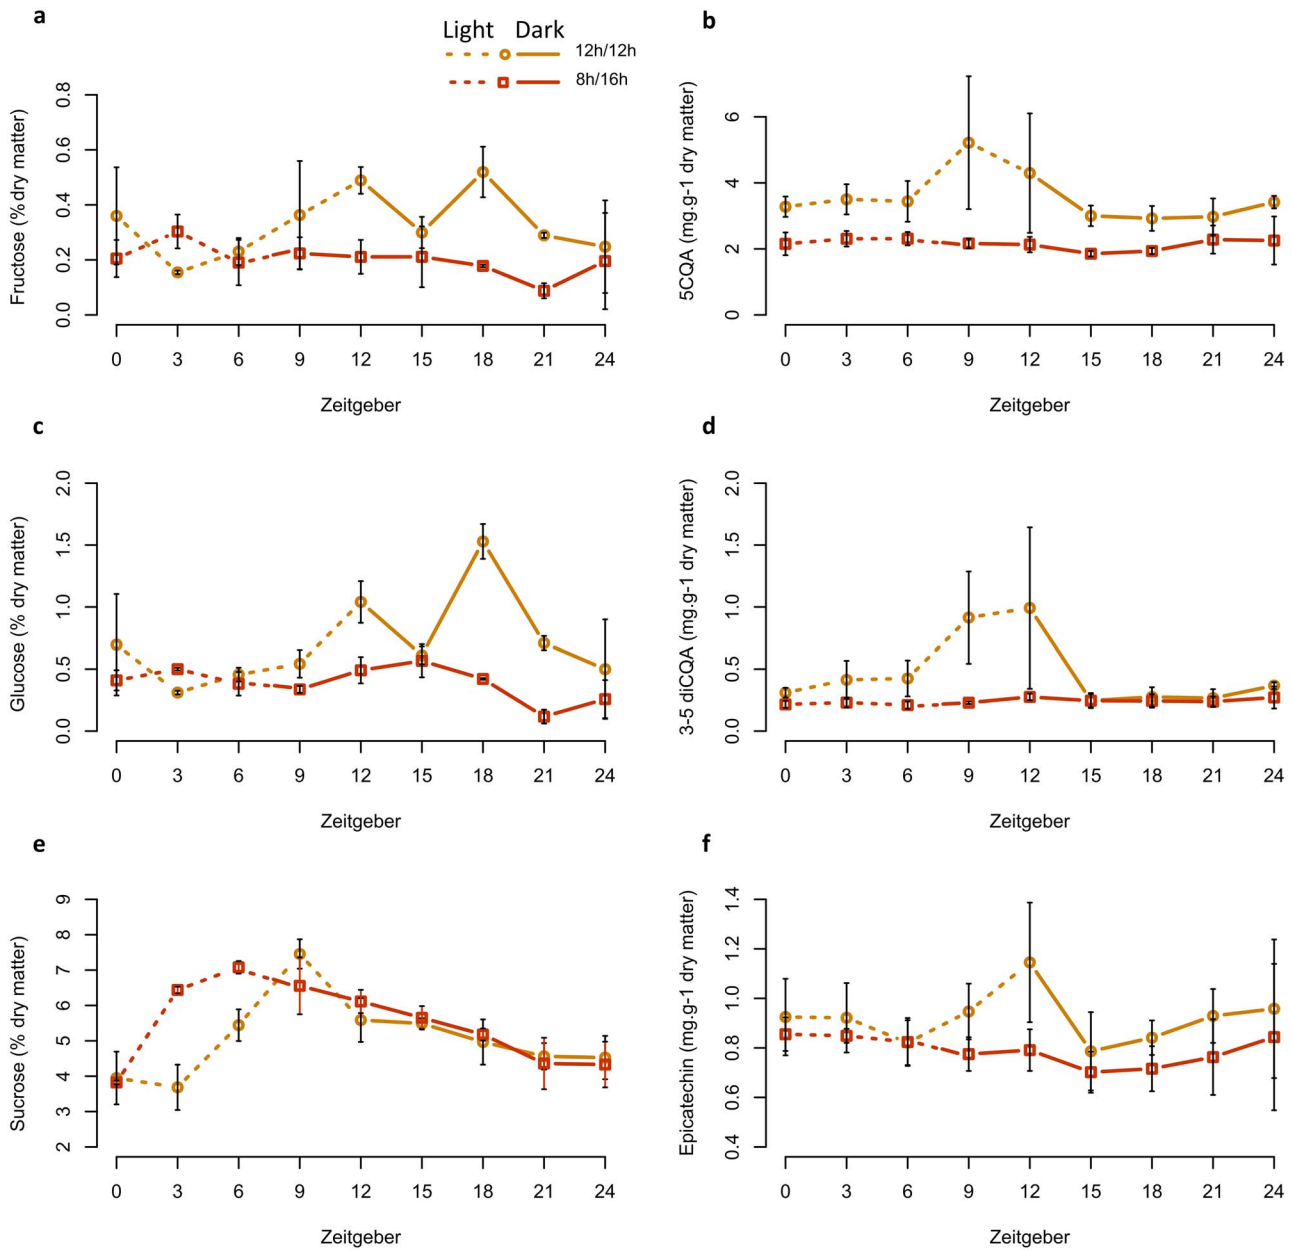 a
Light Dark
12h/12h
8h/16h
Fructose (% dry matter)
0.0 0.2 0.4 0.6 0.8
0 3 6 9 12 15 18 21 24
Zeitgeber
b
5CQA (mg.g-1 dry matter)
0 2 4 6
0 3 6 9 12 15 18 21 24
Zeitgeber
c
Glucose (% dry matter)
0.0 0.5 1.0 1.5 2.0
0 3 6 9 12 15 18 21 24
Zeitgeber
d
3-5 diCQA (mg.g-1 dry matter)
0.0 0.5 1.0 1.5 2.0
0 3 6 9 12 15 18 21 24
Zeitgeber
e
Sucrose (% dry matter)
2 3 4 5 6 7 8 9
0 3 6 9 12 15 18 21 24
Zeitgeber
f
Epicatechin (mg.g-1 dry matter)
0.4 0.6 0.8 1.0 1.2 1.4
0 3 6 9 12 15 18 21 24
Zeitgeber